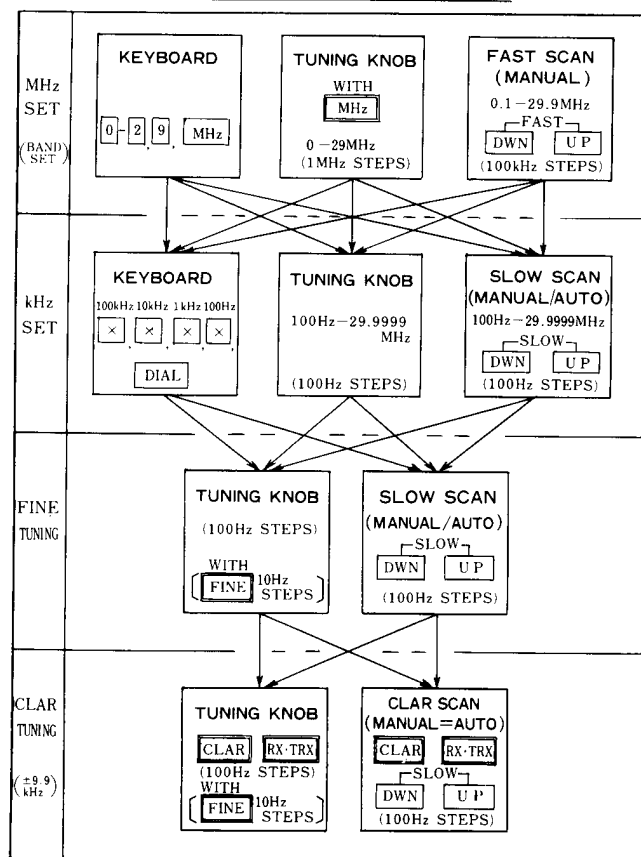 MHz
SET
(BAND SET)
KEYBOARD
0-29, MHz
TUNING KNOB
WITH
MHz
0-29MHz
(1MHz STEPS)
FAST SCAN
(MANUAL)
0.1-29.9MHz
FAST
DWN UP
(100kHz STEPS)
kHz
SET
KEYBOARD
100kHz 10kHz 1kHz 100Hz
×, ×, ×, ×,
DIAL
TUNING KNOB
100Hz-29.9999
MHz
(100Hz STEPS)
SLOW SCAN
(MANUAL/AUTO)
100Hz-29.9999MHz
SLOW
DWN UP
(100Hz STEPS)
FINE
TUNING
TUNING KNOB
(100Hz STEPS)
WITH
(FINE 10Hz STEPS)
SLOW SCAN
(MANUAL/AUTO)
SLOW
DWN UP
(100Hz STEPS)
CLAR
TUNING
(±9.9 kHz)
TUNING KNOB
CLAR RX·TRX
(100Hz STEPS)
WITH
(FINE 10Hz STEPS)
CLAR SCAN
(MANUAL=AUTO)
CLAR RX·TRX
SLOW
DWN UP
(100Hz STEPS)